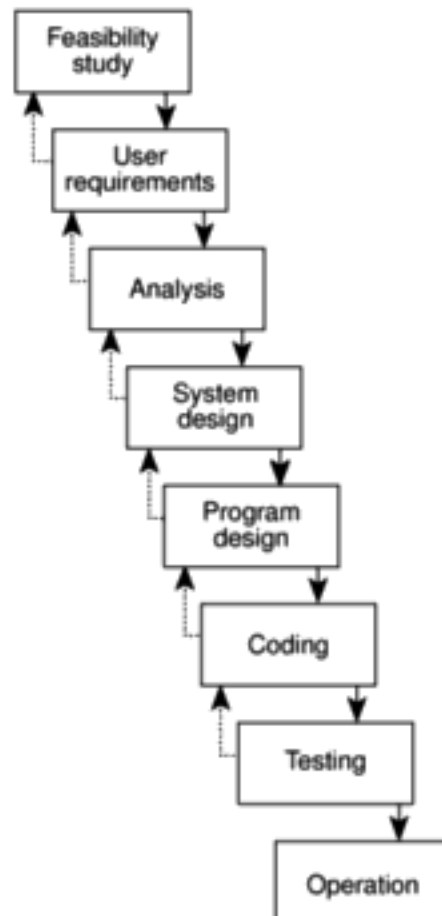 Feasibility
study
User
requirements
Analysis
System
design
Program
design
Coding
Testing
Operation